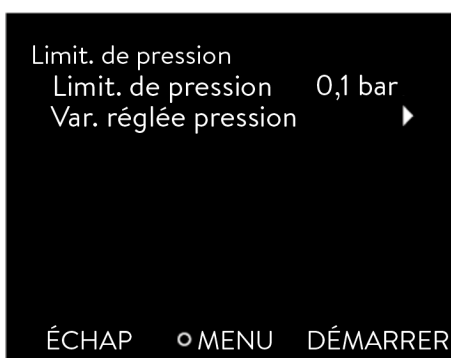 Limit. de pression
Limit. de pression 0,1 bar
Var. réglée pression
ÉCHAP MENU DÉMARRER